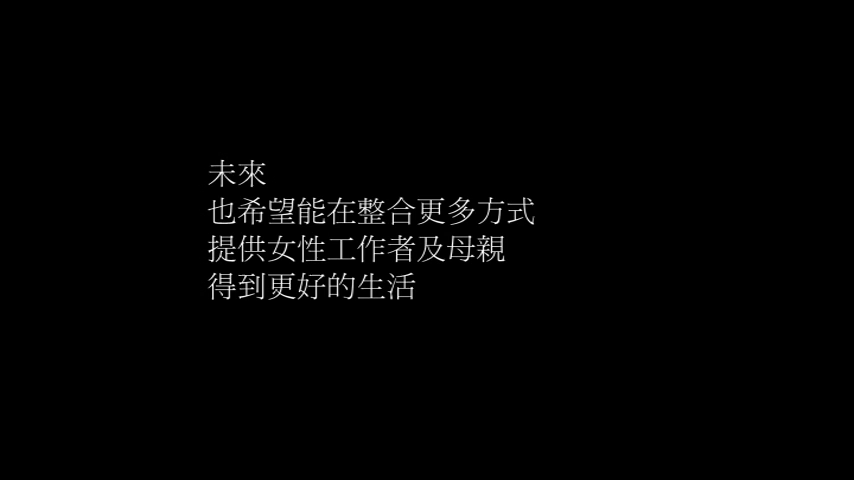 未來
也希望能在整合更多方式
提供女性工作者及母親
得到更好的生活